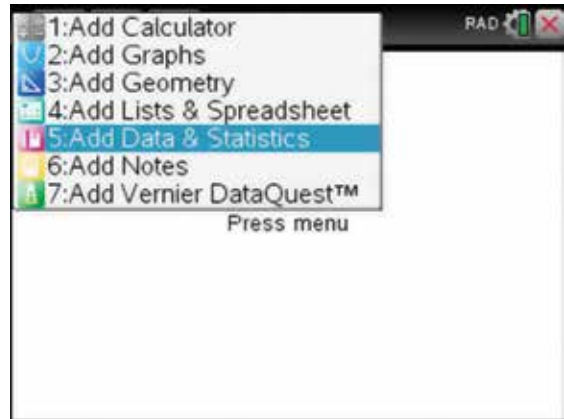 RAD
1:Add Calculator
2:Add Graphs
3:Add Geometry
4:Add Lists & Spreadsheet
5:Add Data & Statistics
6:Add Notes
7:Add Vernier DataQuest™
Press menu